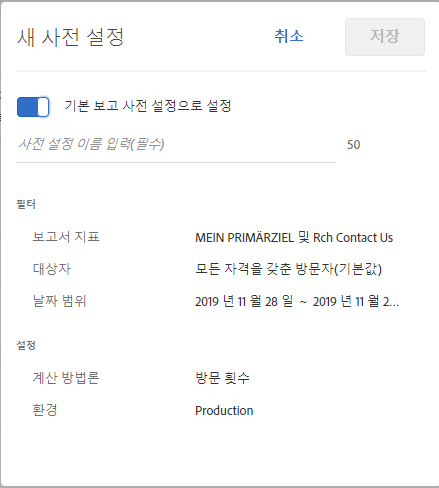 새 사전 설정
취소
저장
기본 보고 사전 설정으로 설정
사전 설정 이름 입력(필수)
50
필터
보고서 지표
MEIN PRIMÄRZIEL 및 Rch Contact Us
대상자
모든 자격을 갖춘 방문자(기본값)
날짜 범위
2019 년 11 월 28 일 ~ 2019 년 11 월 2...
설정
계산 방법론
방문 횟수
환경
Production